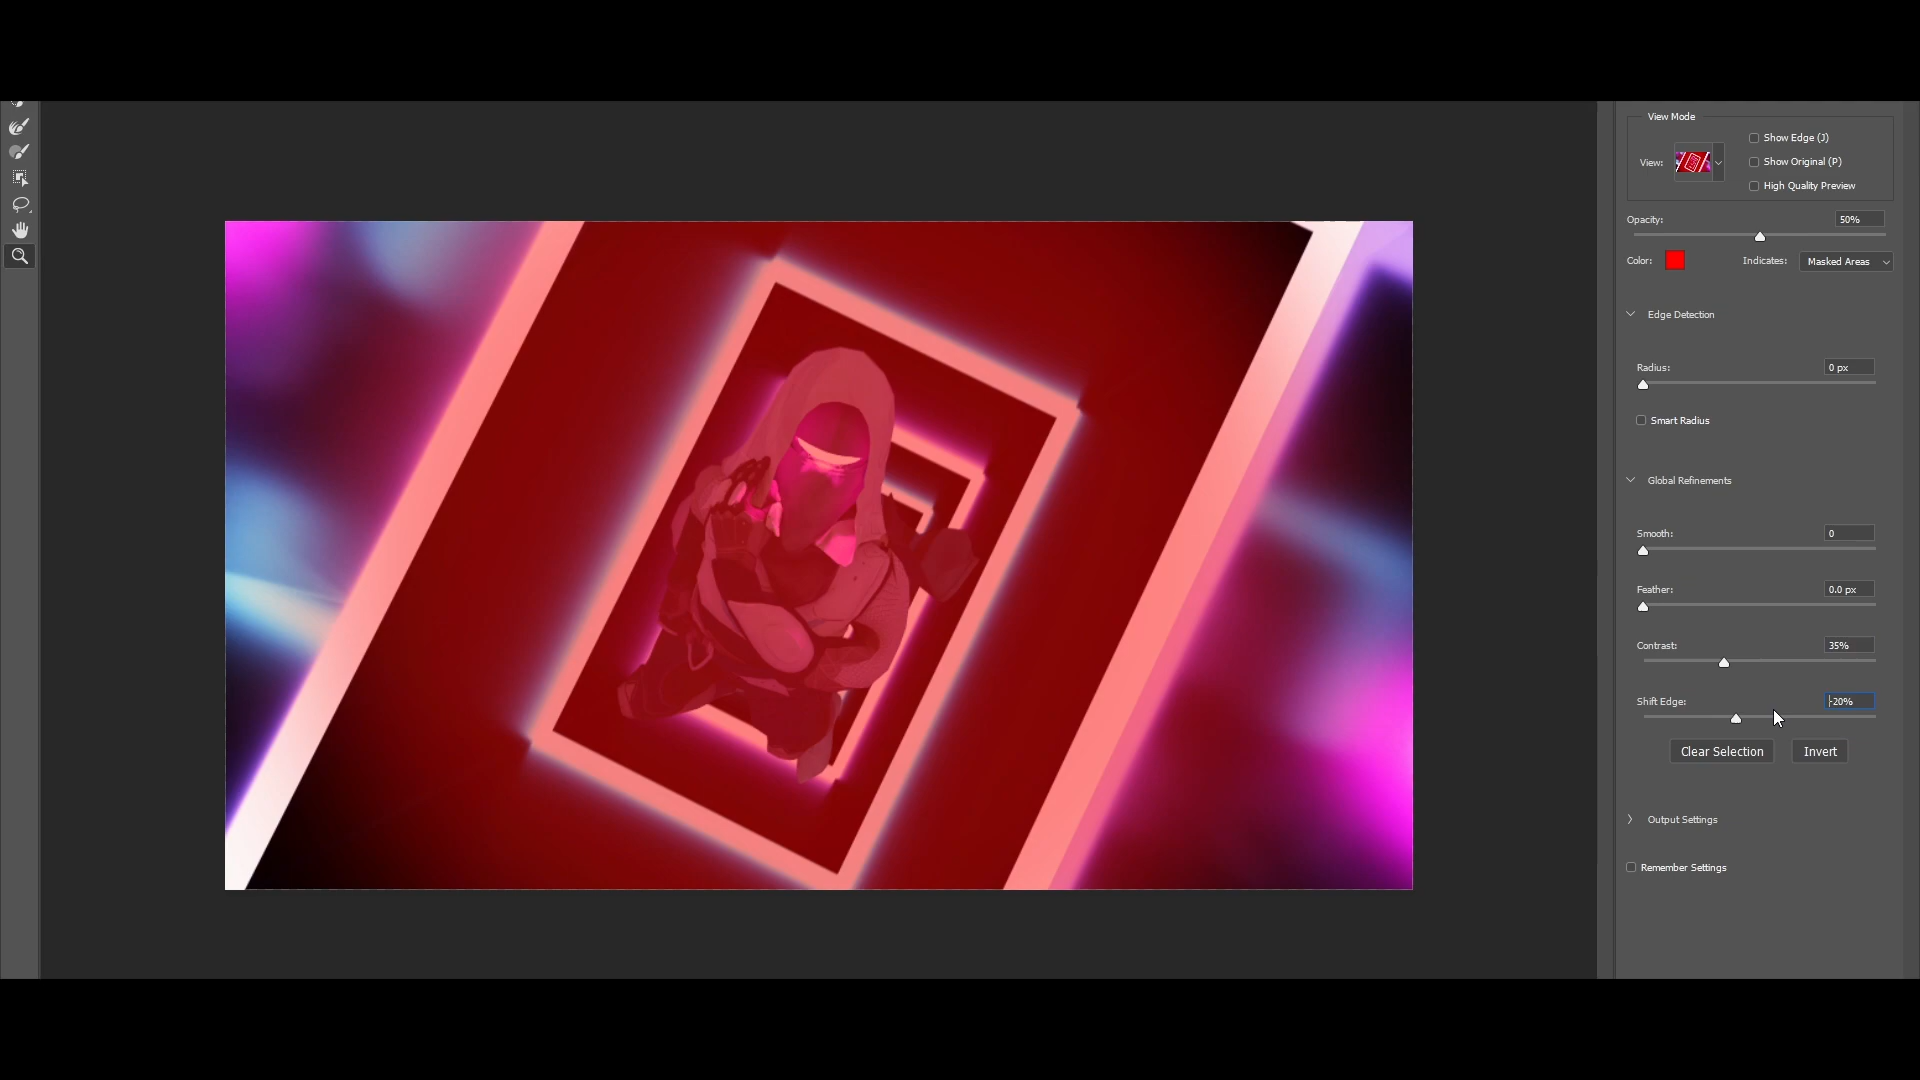 View Mode
Show Edge (J)
View:
Show Original (P)
High Quality Preview
Opacity:
50%
Color:
Indicates:
Masked Areas
Edge Detection
Radius:
0 px
Smart Radius
Global Refinements
Smooth:
0
Feather:
0.0 px
Contrast:
35%
Shift Edge:
-20%
Clear Selection
Invert
Output Settings
Remember Settings